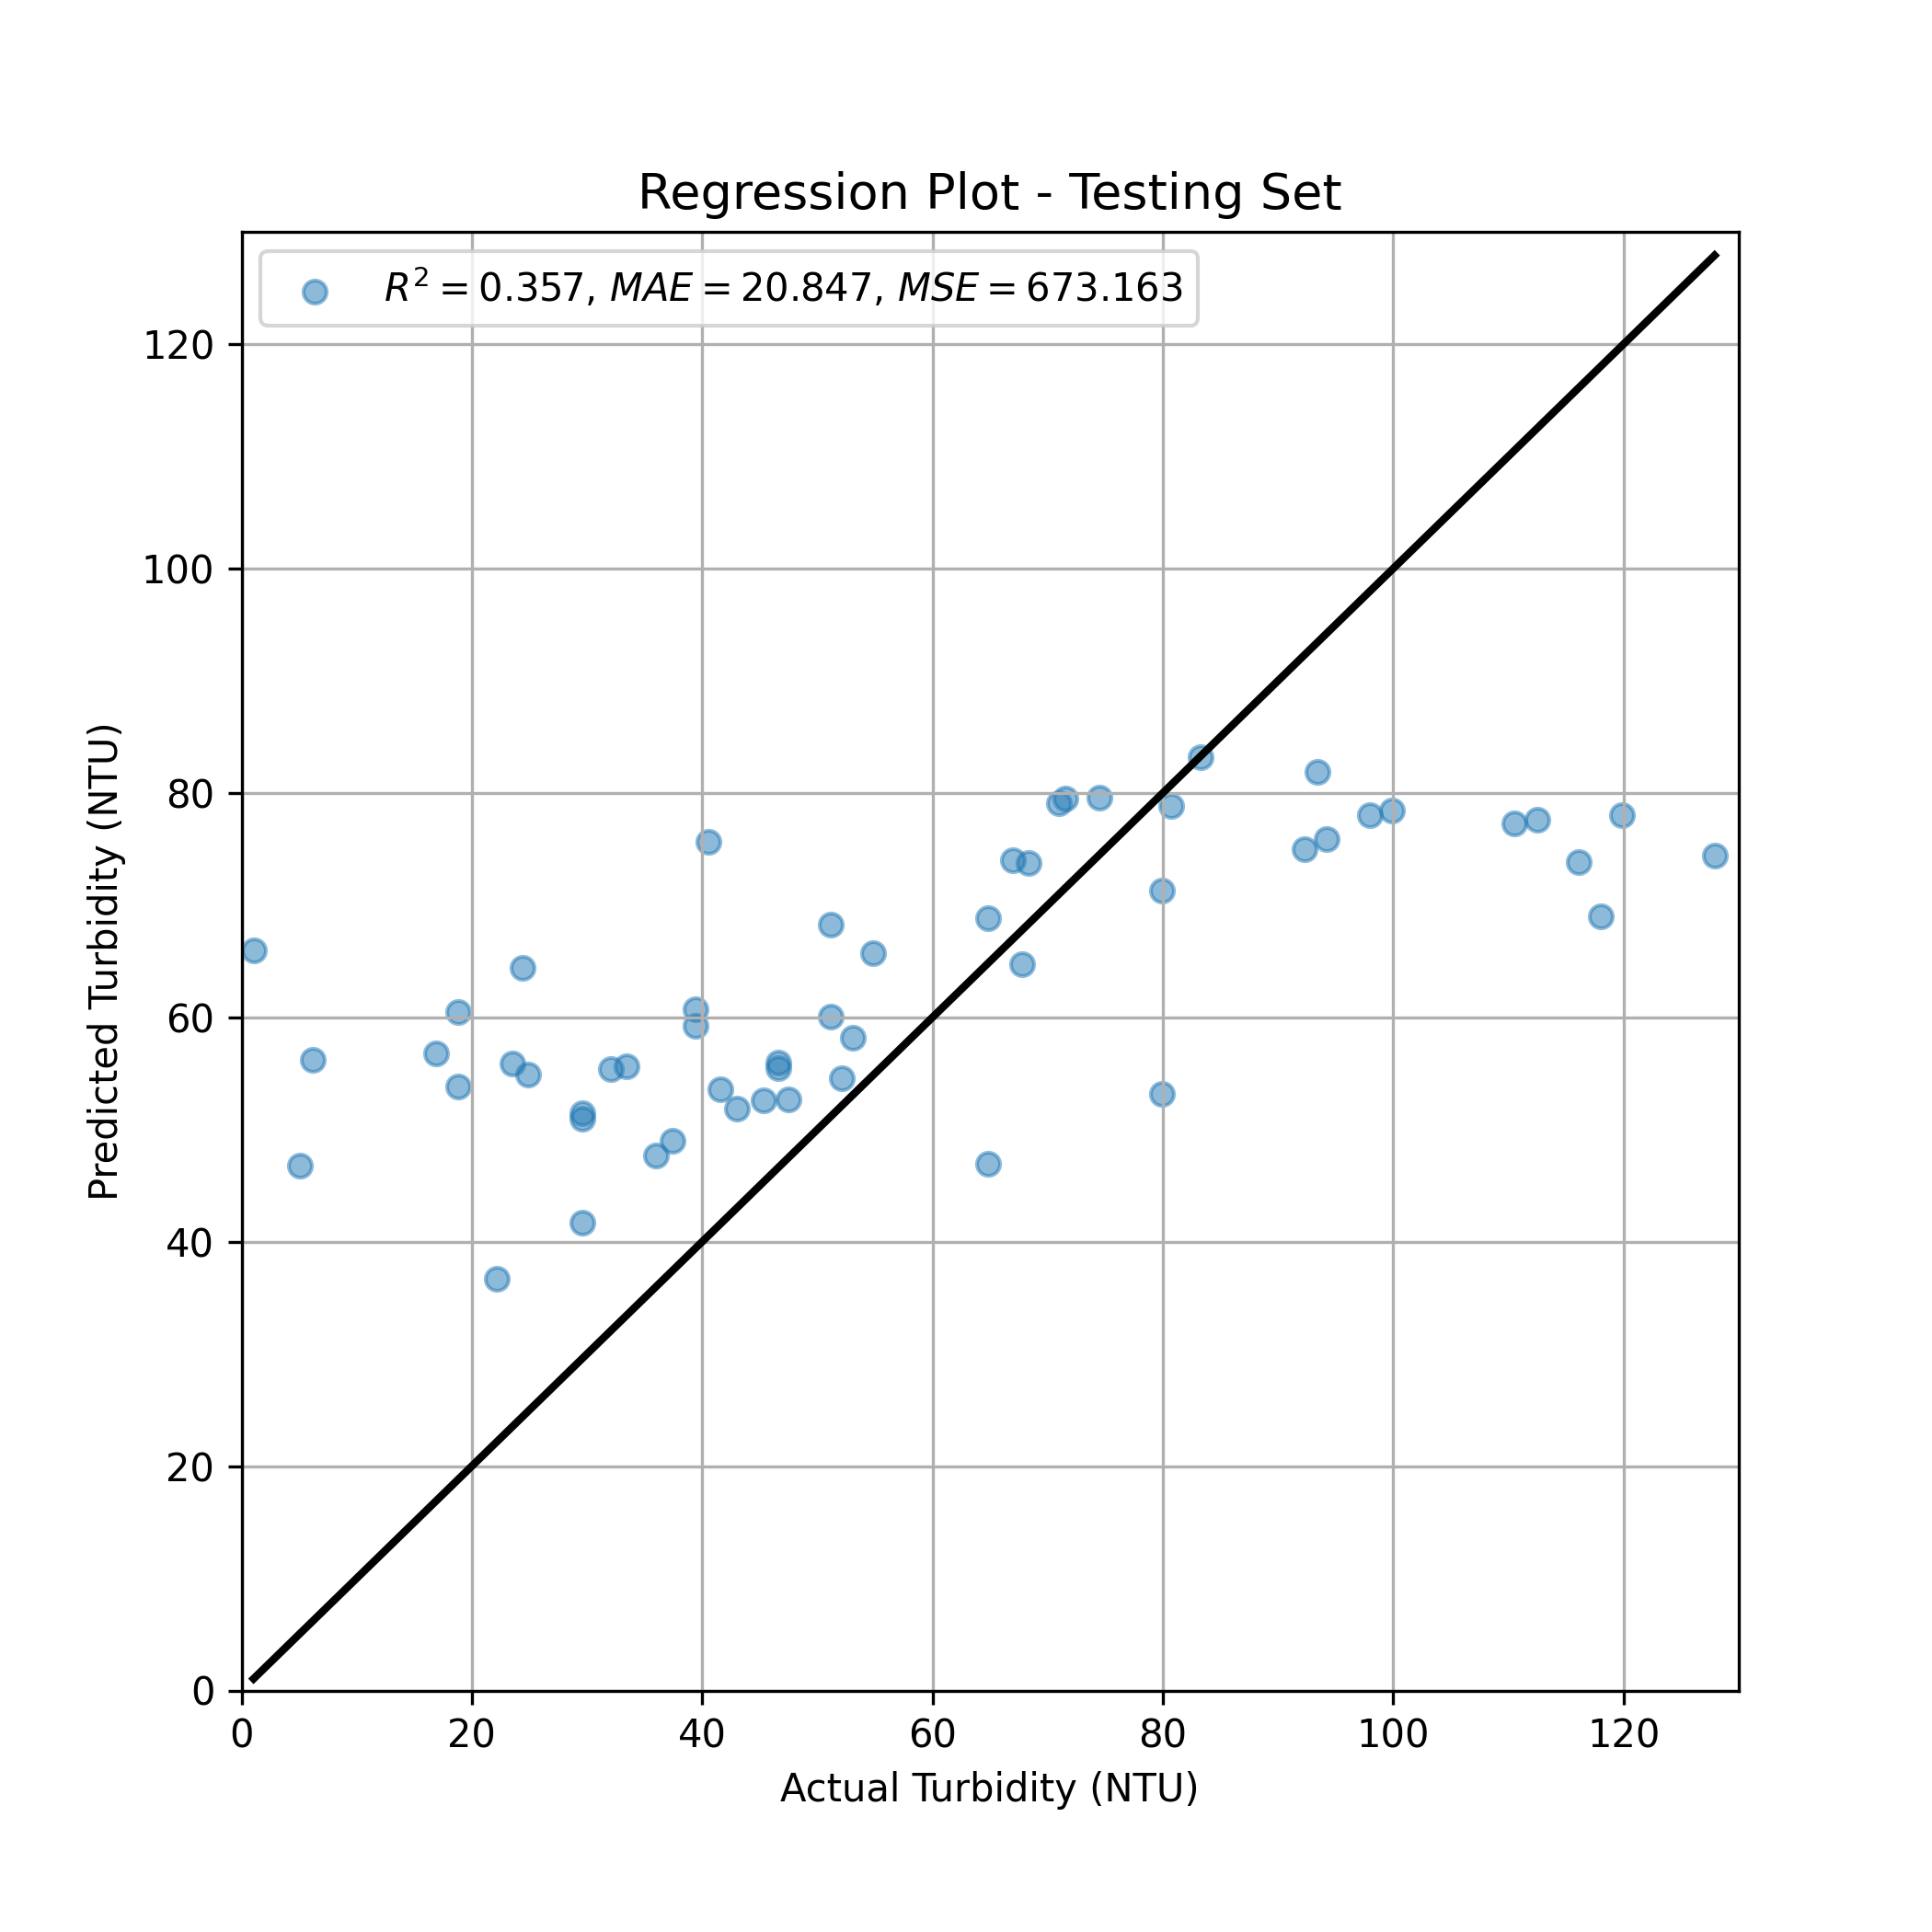 Regression Plot - Testing Set
R² = 0.357, MAE = 20.847, MSE = 673.163
120
100
80
60
40
20
0
Predicted Turbidity (NTU)
0 20 40 60 80 100 120
Actual Turbidity (NTU)